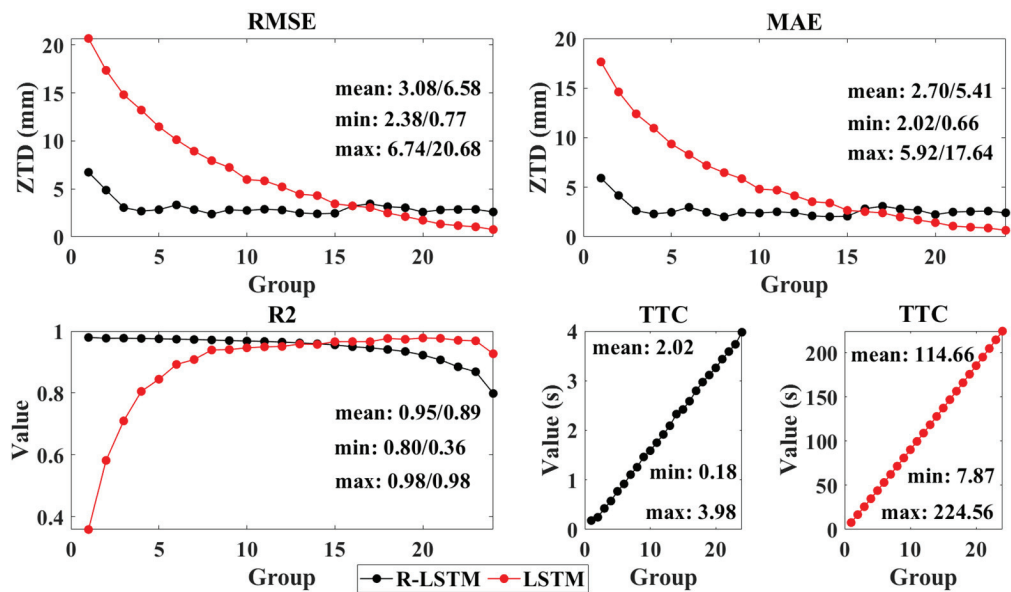 RMSE
ZTD (mm)
20
15
10
5
0
mean: 3.08/6.58
min: 2.38/0.77
max: 6.74/20.68
0 5 10 15 20
Group
MAE
ZTD (mm)
20
15
10
5
0
mean: 2.70/5.41
min: 2.02/0.66
max: 5.92/17.64
0 5 10 15 20
Group
R2
Value
1
0.8
0.6
0.4
mean: 0.95/0.89
min: 0.80/0.36
max: 0.98/0.98
0 5 10 15 20
Group
TTC
Value (s)
4
3
2
1
0
mean: 2.02
min: 0.18
max: 3.98
0 10 20
Group
TTC
Value (s)
200
150
100
50
0
mean: 114.66
min: 7.87
max: 224.56
0 10 20
Group
R-LSTM LSTM